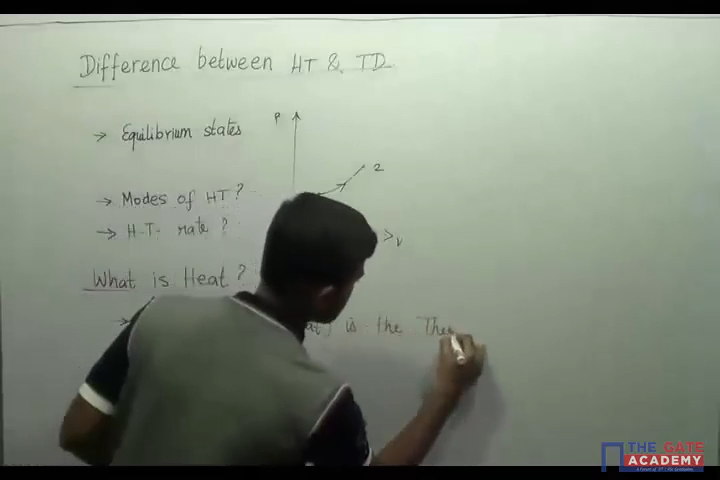 Difference between HT & TD
→ Equilibrium states
P
2
→ Modes of HT?
→ H.T. rate ?
V
What is Heat ?
is the The
THE GATE
ACADEMY